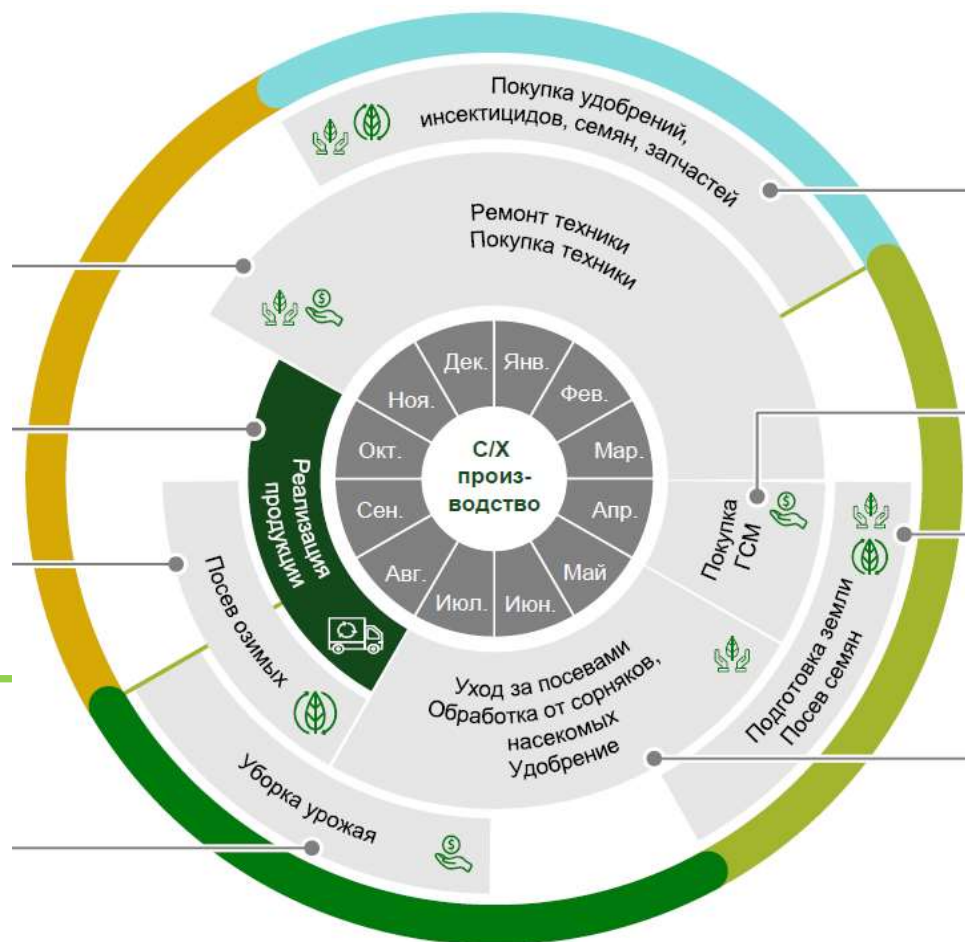 Покупка удобрений,
инсектицидов, семян, запчастей
Ремонт техники
Покупка техники
Дек.
Янв.
Ноя.
Фев.
Окт.
Мар.
С/Х
произ-
водство
Сен.
Апр.
Авг.
Май
Июл.
Июн.
Реализация
продукции
Покупка
ГСМ
Подготовка земли
Посев семян
Посев озимых
Уход за посевами
Обработка от сорняков,
насекомых
Удобрение
Уборка урожая